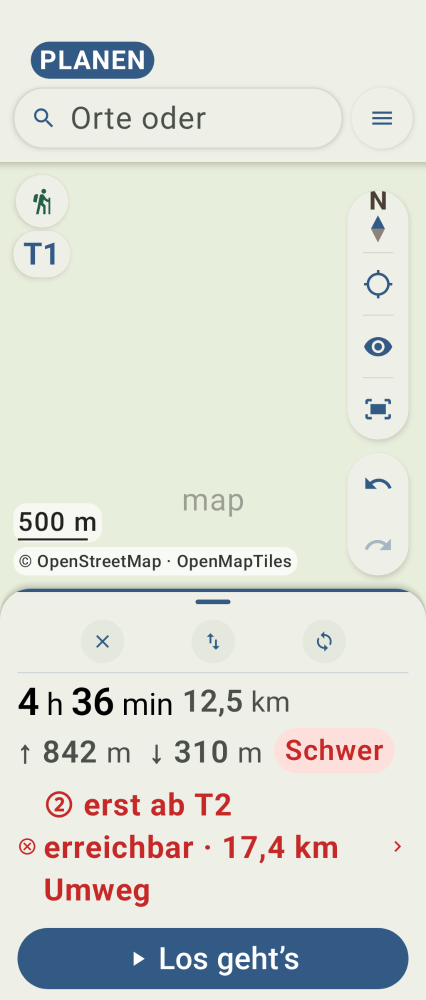 PLANEN
Orte oder
T1
N
map
500 m
© OpenStreetMap · OpenMapTiles
4 h 36 min 12,5 km
↑ 842 m ↓ 310 m Schwer
② erst ab T2
erreichbar · 17,4 km
Umweg
Los geht’s